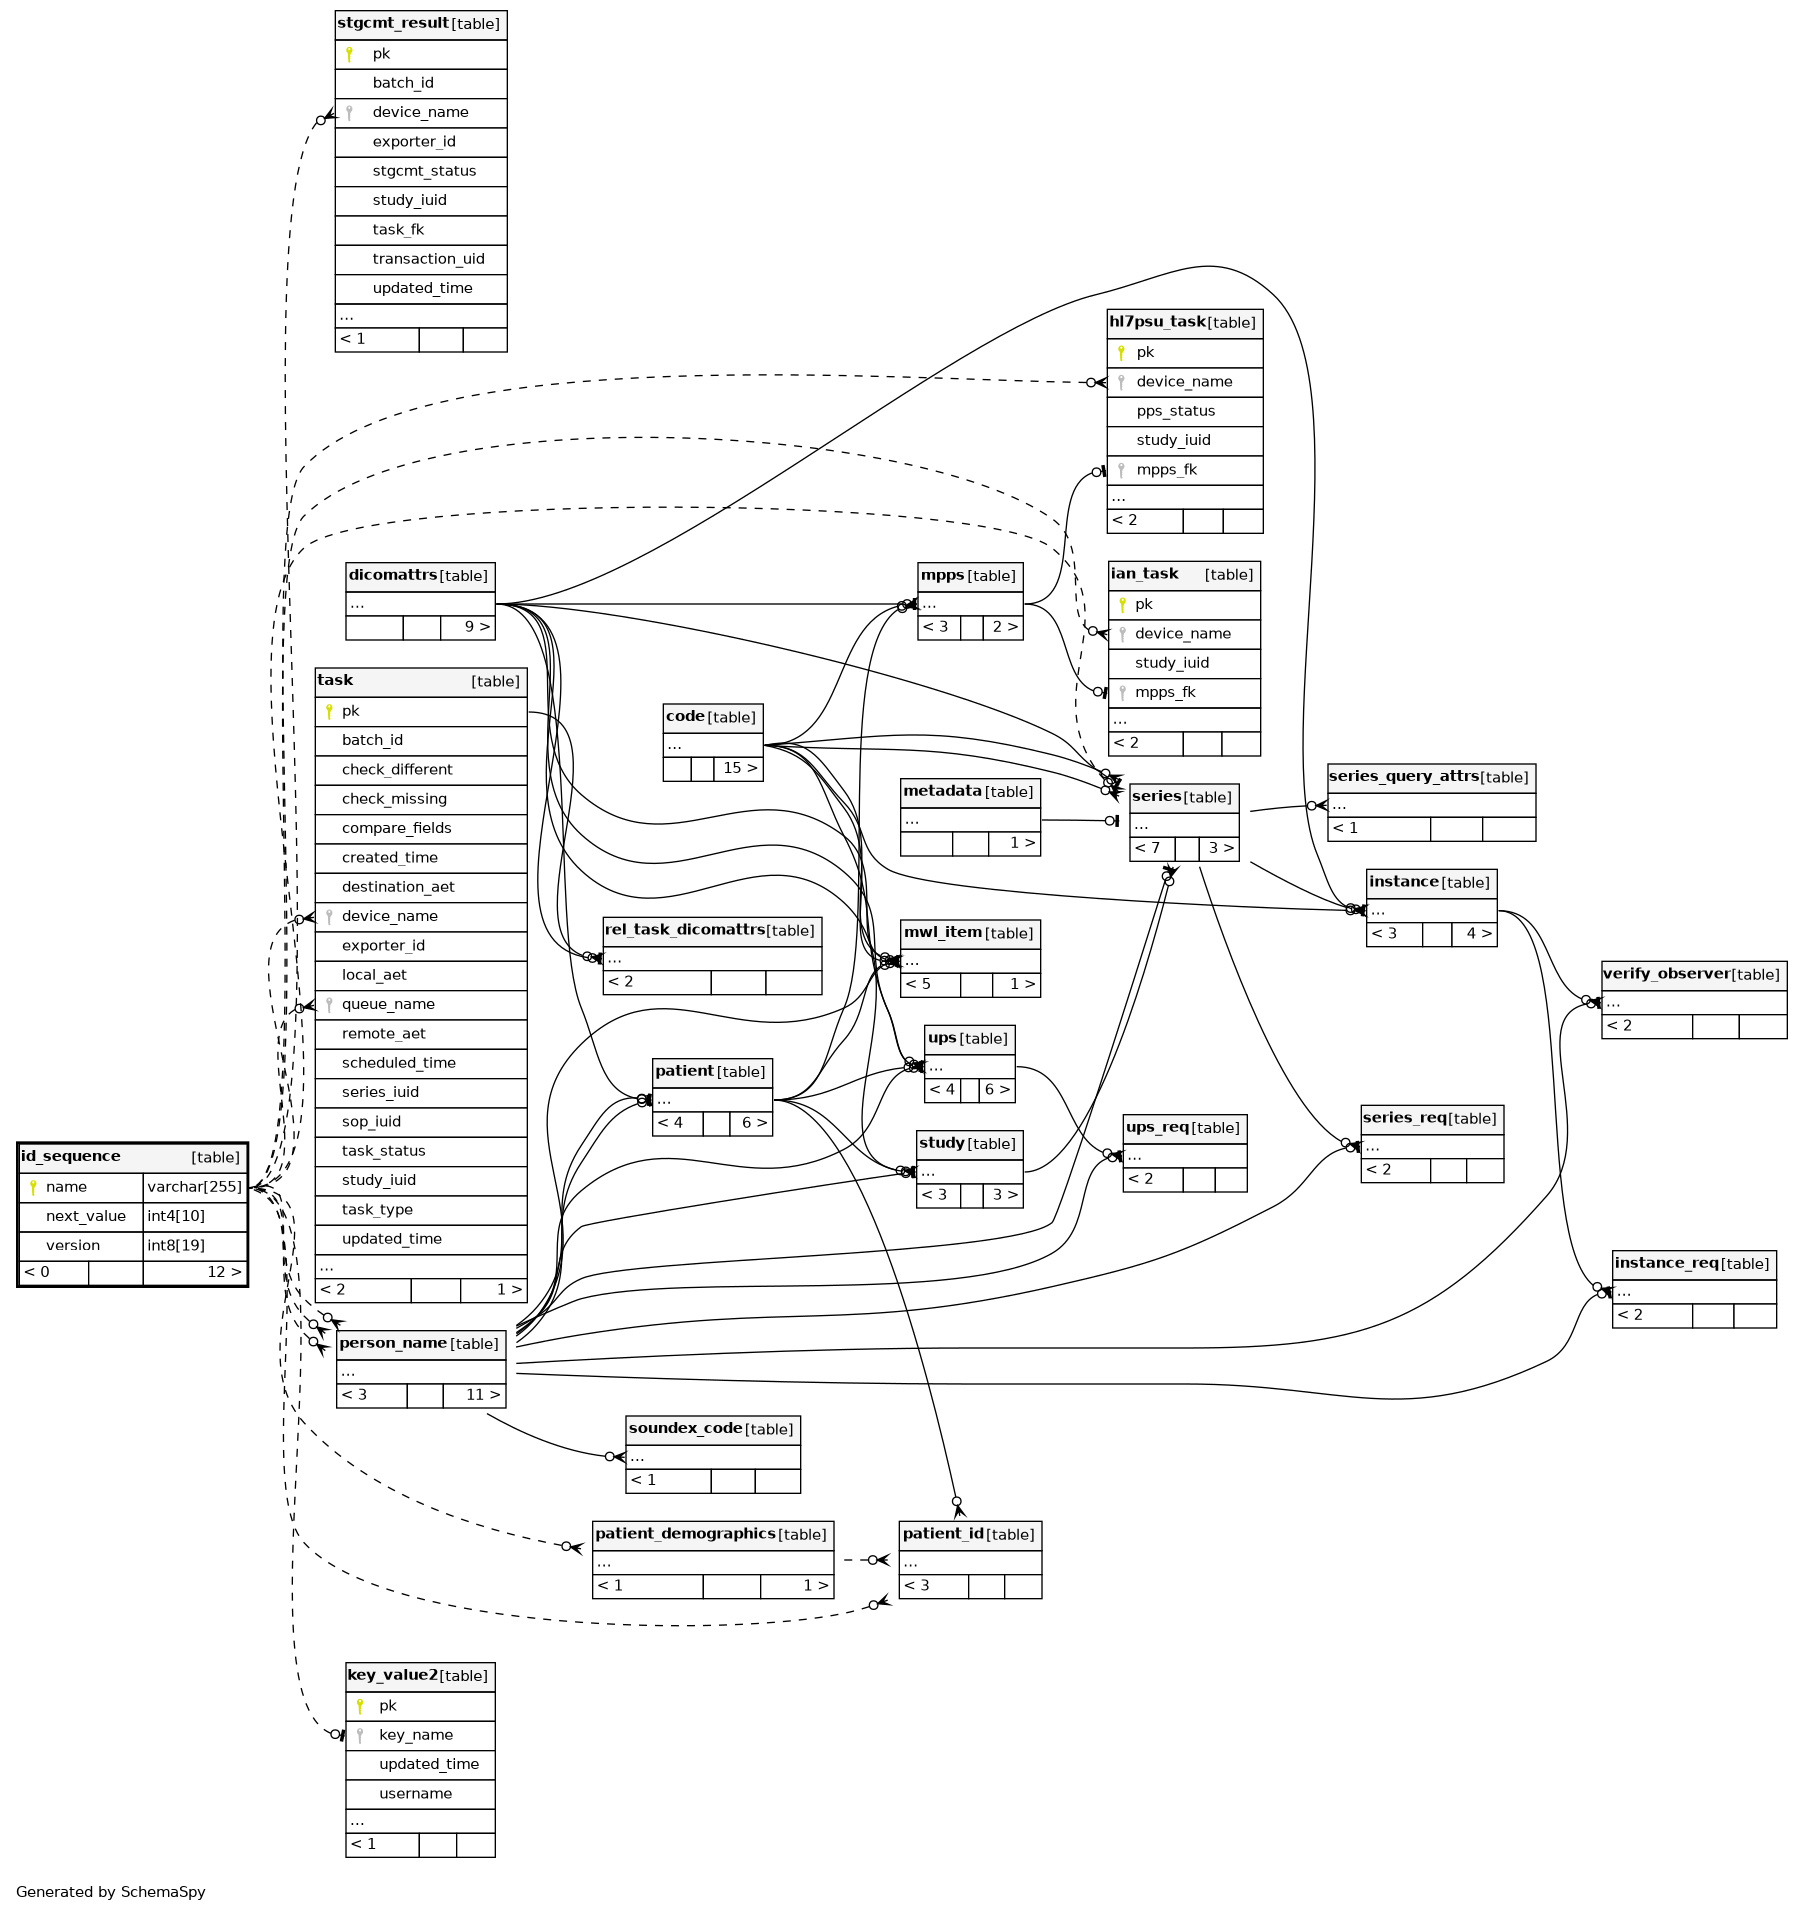 stgcmt_result [table]
pk
batch_id
device_name
exporter_id
stgcmt_status
study_iuid
task_fk
transaction_uid
updated_time
...
< 1
hl7psu_task [table]
pk
device_name
pps_status
study_iuid
mpps_fk
...
< 2
dicomattrs [table]
...
9 >
mpps [table]
...
< 3 2 >
ian_task [table]
pk
device_name
study_iuid
mpps_fk
...
< 2
task [table]
pk
batch_id
check_different
check_missing
compare_fields
created_time
destination_aet
device_name
exporter_id
local_aet
queue_name
remote_aet
scheduled_time
series_iuid
sop_iuid
task_status
study_iuid
task_type
updated_time
...
< 2 1 >
code [table]
...
15 >
metadata [table]
...
1 >
series [table]
...
< 7 3 >
series_query_attrs [table]
...
< 1
instance [table]
...
< 3 4 >
rel_task_dicomattrs [table]
...
< 2
mwl_item [table]
...
< 5 1 >
verify_observer [table]
...
< 2
ups [table]
...
< 4 6 >
patient [table]
...
< 4 6 >
study [table]
...
< 3 3 >
ups_req [table]
...
< 2
series_req [table]
...
< 2
id_sequence [table]
name varchar[255]
next_value int4[10]
version int8[19]
< 0 12 >
instance_req [table]
...
< 2
person_name [table]
...
< 3 11 >
soundex_code [table]
...
< 1
patient_demographics [table]
...
< 1 1 >
patient_id [table]
...
< 3
key_value2 [table]
pk
key_name
updated_time
username
...
< 1
Generated by SchemaSpy